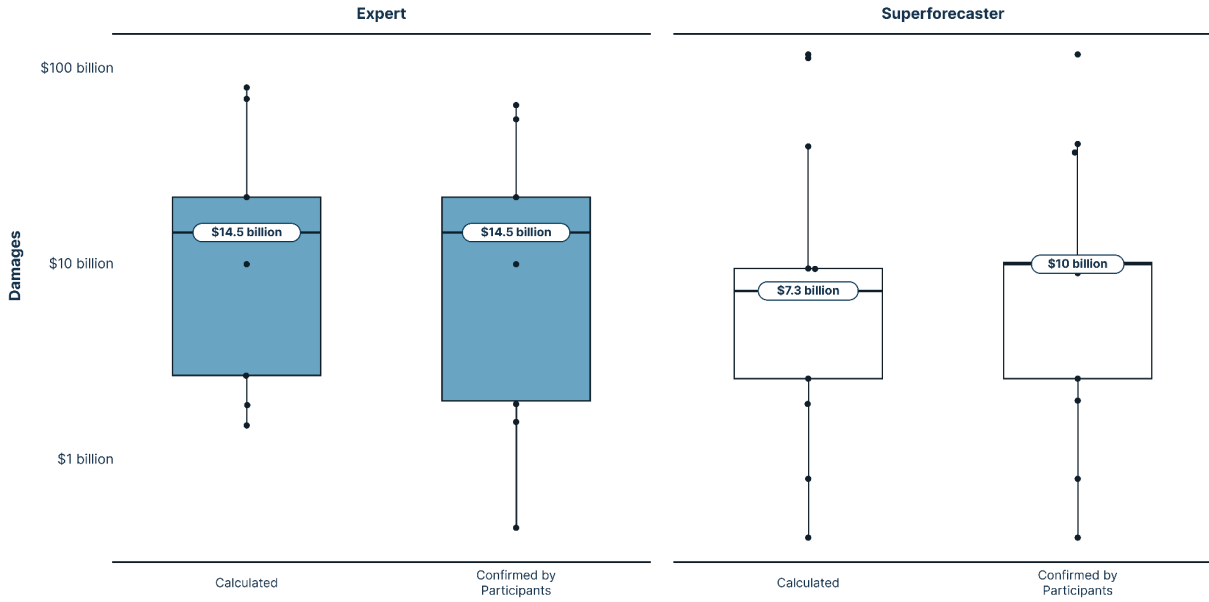 Expert
Superforecaster
Damages
$100 billion
$10 billion
$1 billion
$14.5 billion
$14.5 billion
$7.3 billion
$10 billion
Calculated
Confirmed by
Participants
Calculated
Confirmed by
Participants